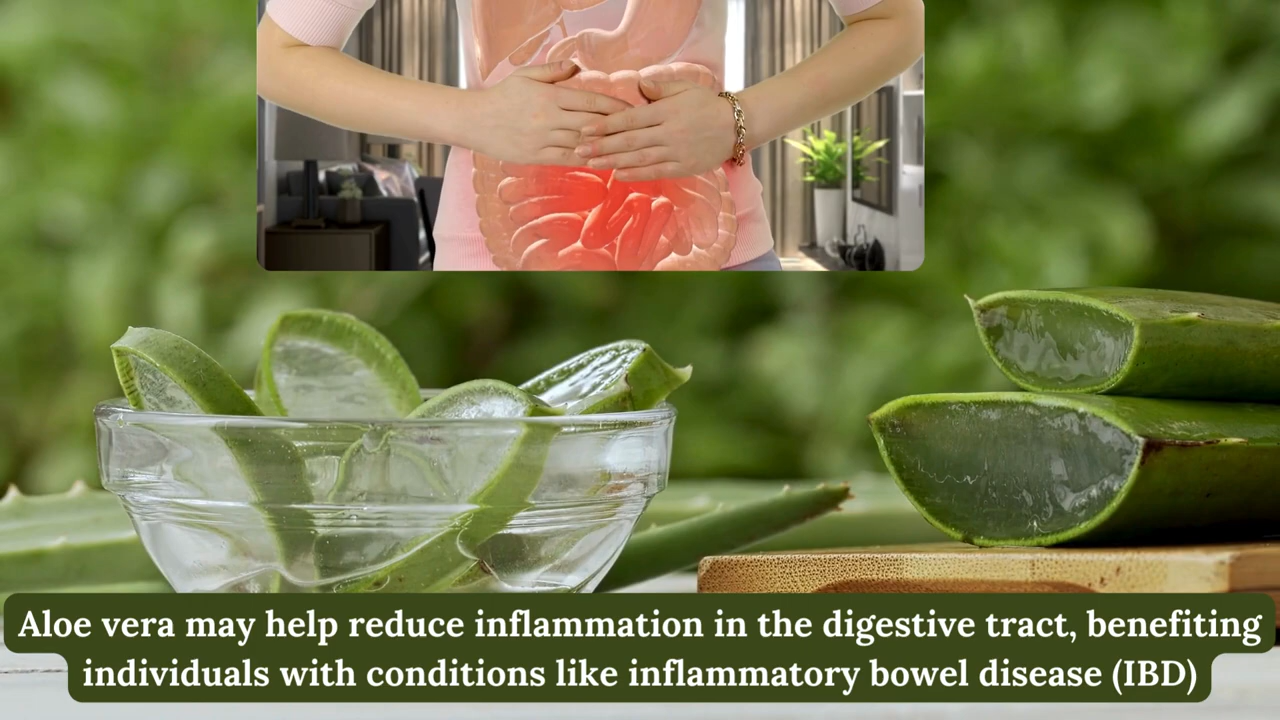 Aloe vera may help reduce inflammation in the digestive tract, benefiting
individuals with conditions like inflammatory bowel disease (IBD)